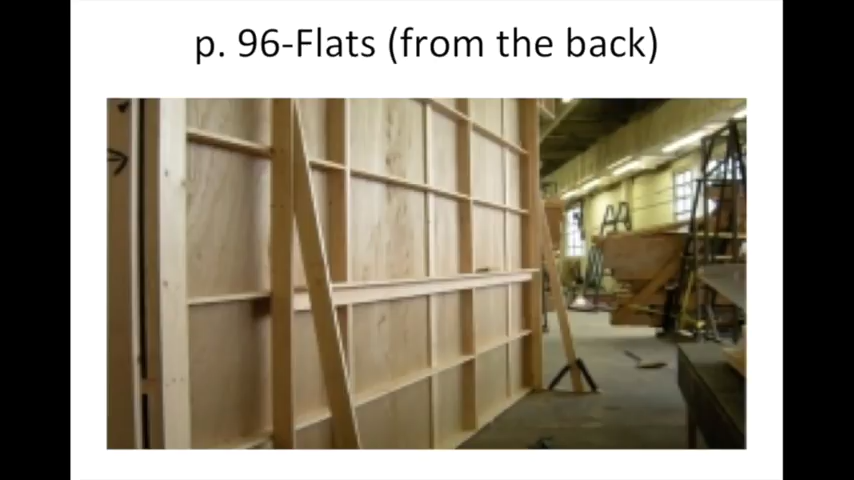 p. 96-Flats (from the back)